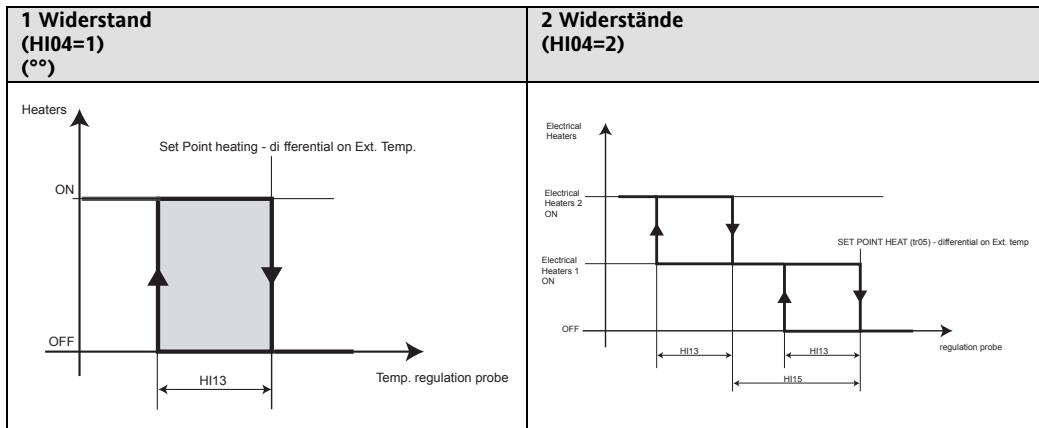 1 Widerstand
(HI04=1)
(°°)
2 Widerstände
(HI04=2)
Heaters
Set Point heating - di fferential on Ext. Temp.
ON
OFF
HI13
Temp. regulation probe
Electrical
Heaters
Electrical
Heaters 2
ON
SET POINT HEAT (tr05) - differential on Ext. temp
Electrical
Heaters 1
ON
OFF
regulation probe
HI13
HI13
HI15